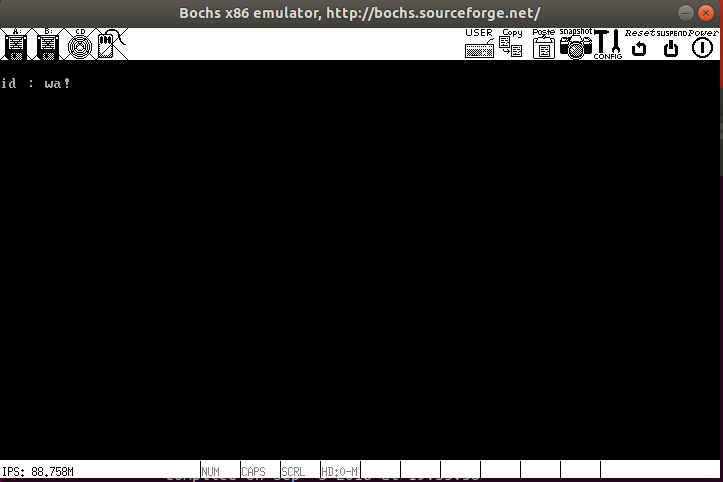 Bochs x86 emulator, http://bochs.sourceforge.net/
A: B: CD USER Copy Paste snapshot CONFIG Reset SUSPEND Power
id : wa!
IPS: 88.758M NUM CAPS SCRL HD:0-M